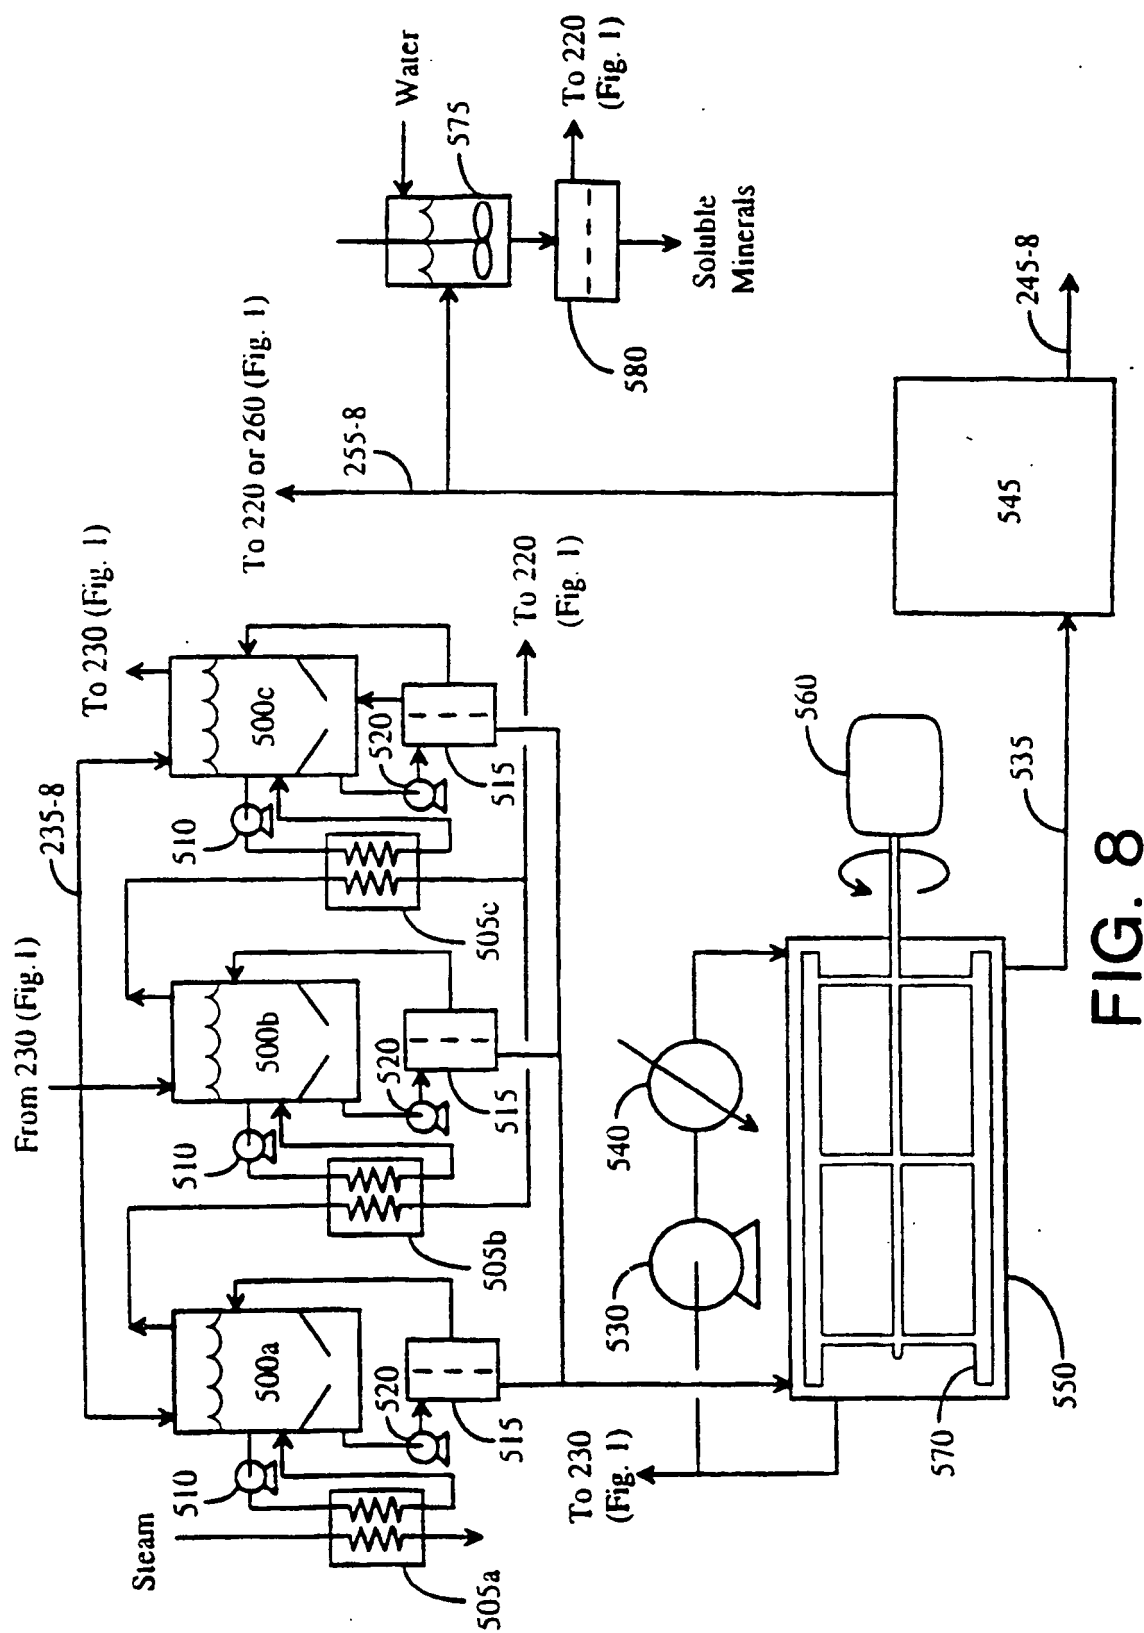 From 230 (Fig.1)
235-8
To 230 (Fig. 1)
To 220 or 260 (Fig. 1)
255-8
Water
575
To 220
(Fig. 1)
580
Soluble
Minerals
Steam
510
500a
505a
520
515
510
500b
505b
520
515
510
500c
505c
520
515
To 220
(Fig. 1)
To 230
(Fig. 1)
530
540
570
550
560
535
545
245-8
FIG. 8